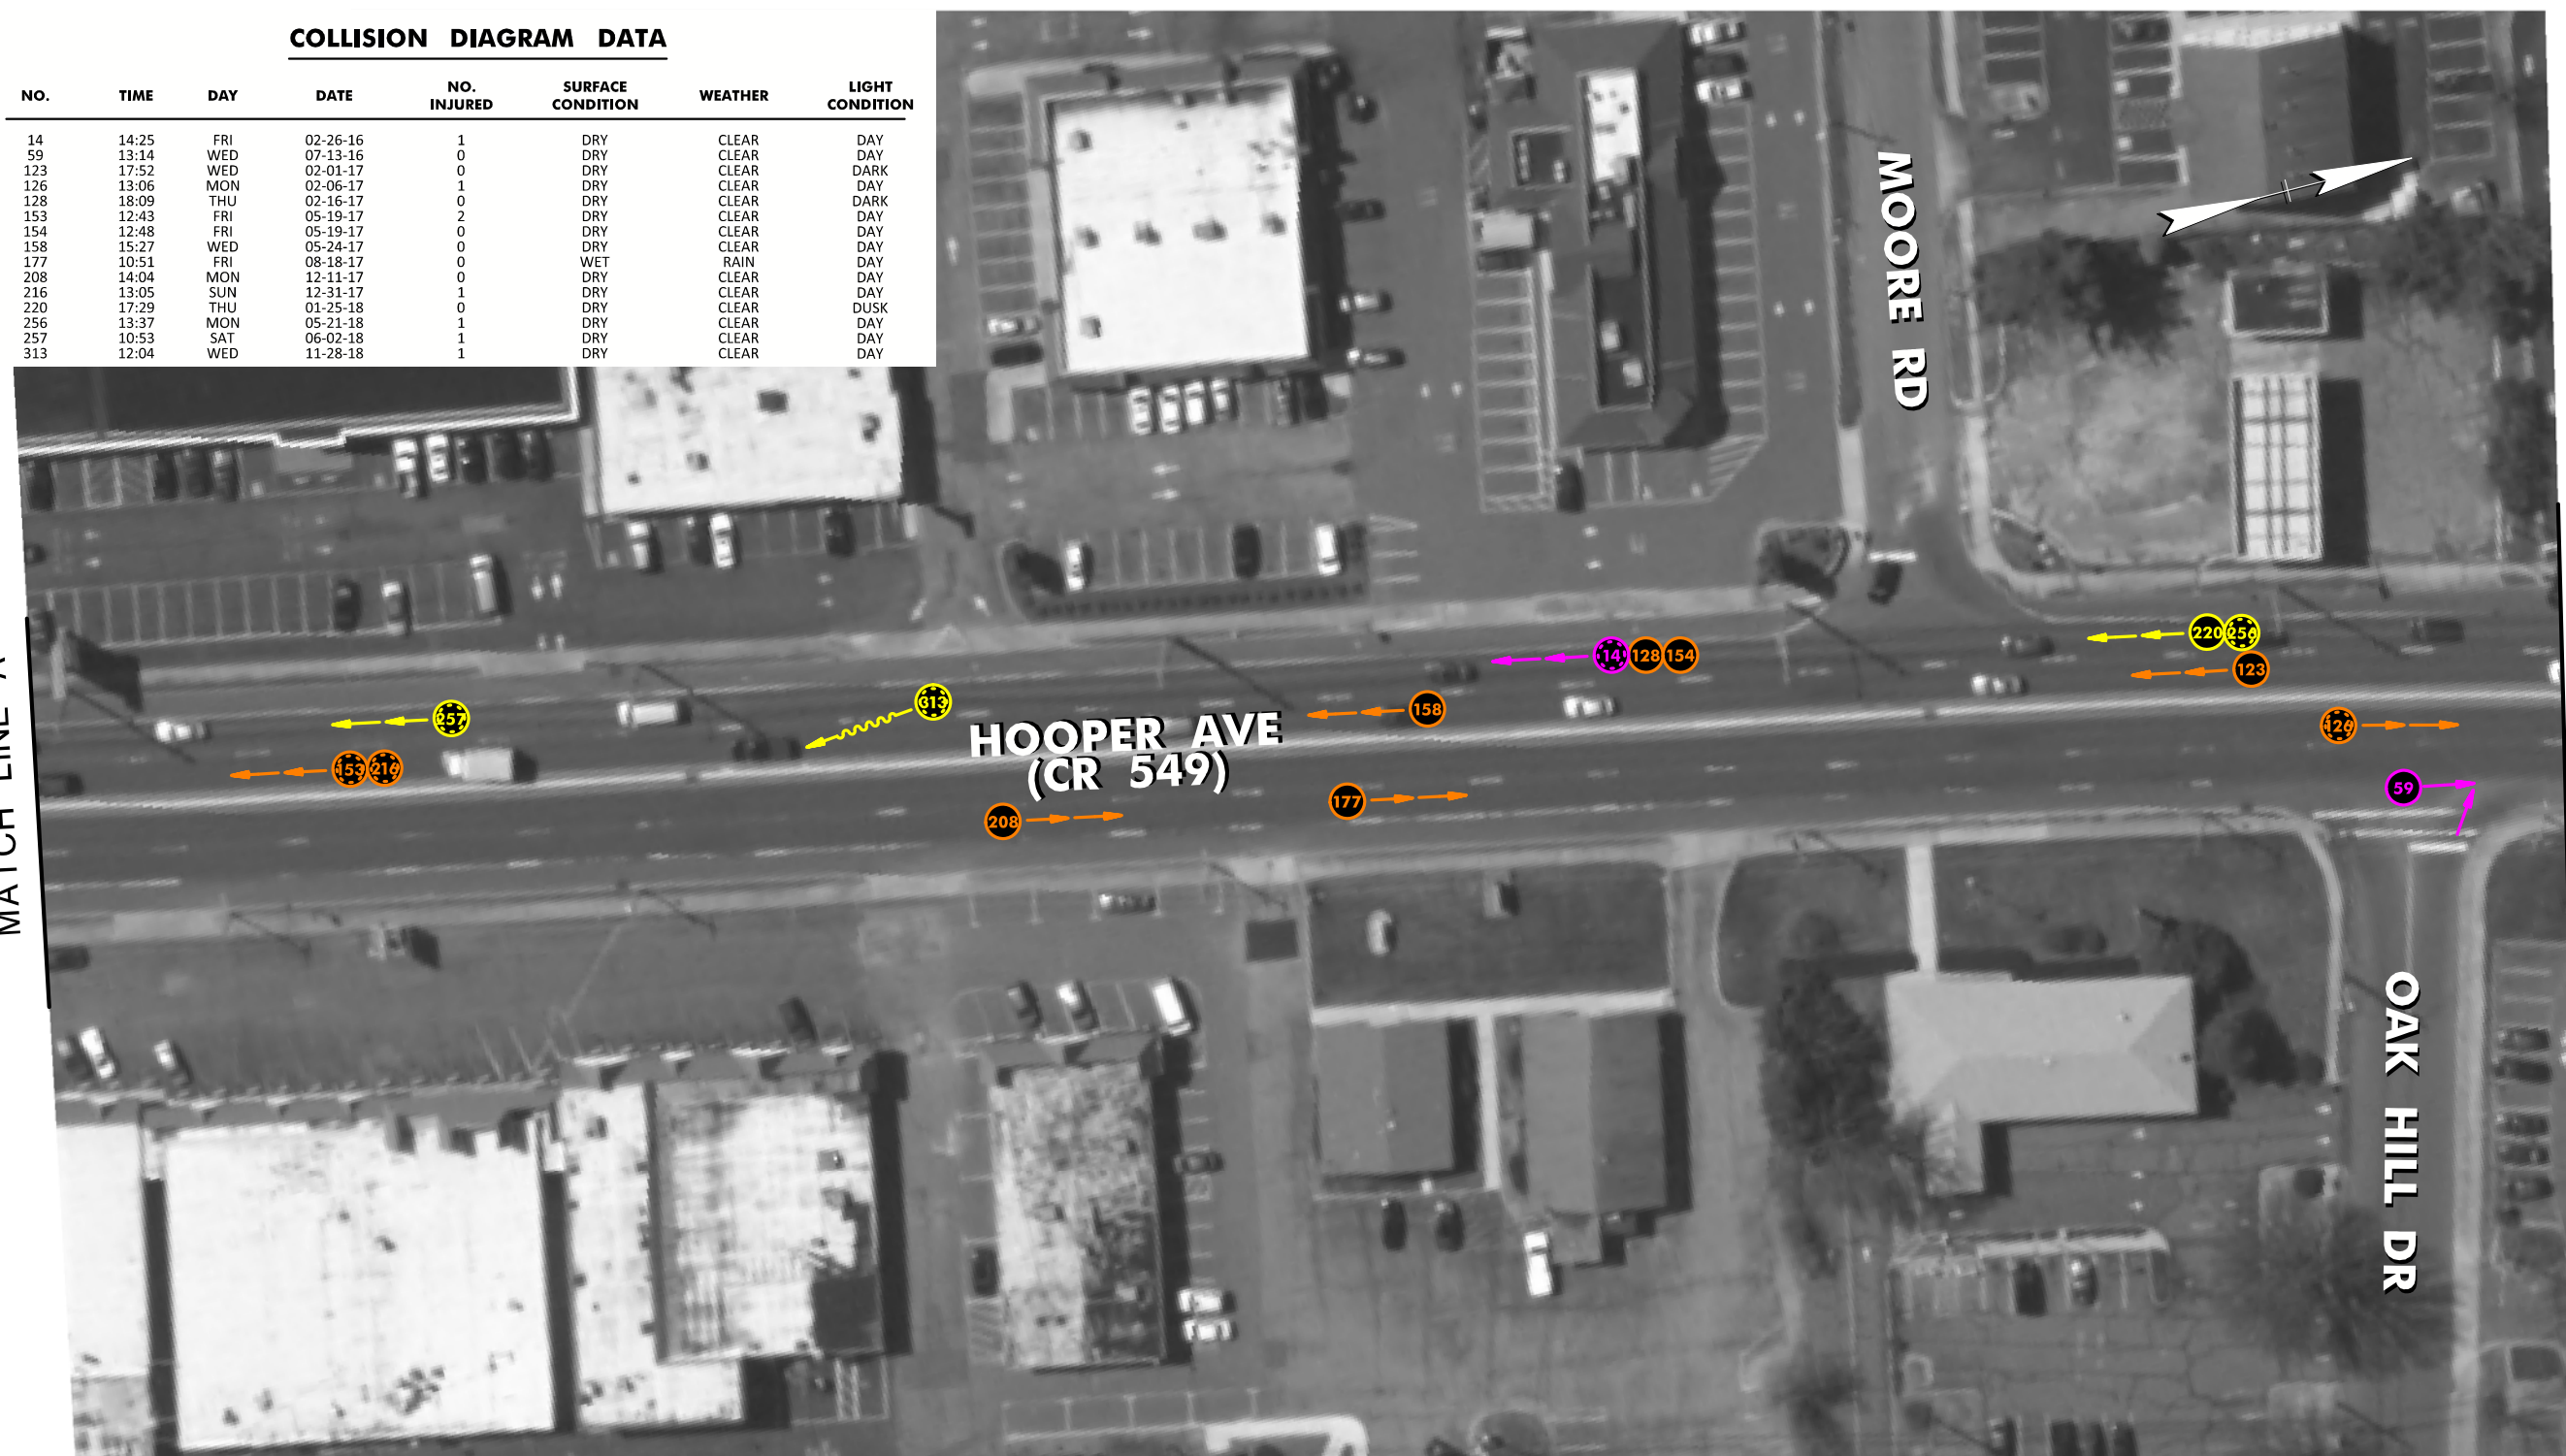 COLLISION DIAGRAM DATA
NO. TIME DAY DATE NO. INJURED SURFACE CONDITION WEATHER LIGHT CONDITION
14 14:25 FRI 02-26-16 1 DRY CLEAR DAY
59 13:14 WED 07-13-16 0 DRY CLEAR DAY
123 17:52 WED 02-01-17 0 DRY CLEAR DARK
126 13:06 MON 02-06-17 1 DRY CLEAR DAY
128 18:09 THU 02-16-17 0 DRY CLEAR DARK
153 12:43 FRI 05-19-17 2 DRY CLEAR DAY
154 12:48 FRI 05-19-17 0 DRY CLEAR DAY
158 15:27 WED 05-24-17 0 DRY CLEAR DAY
177 10:51 FRI 08-18-17 0 WET RAIN DAY
208 14:04 MON 12-11-17 0 DRY CLEAR DAY
216 13:05 SUN 12-31-17 1 DRY CLEAR DAY
220 17:29 THU 01-25-18 0 DRY CLEAR DUSK
256 13:37 MON 05-21-18 1 DRY CLEAR DAY
257 10:53 SAT 06-02-18 1 DRY CLEAR DAY
313 12:04 WED 11-28-18 1 DRY CLEAR DAY
MOORE RD
220 256
14 128 154
123
313
158
257
126
HOOPER AVE
(CR 549)
153 216
59
177
208
MATCH LINE
OAK HILL DR